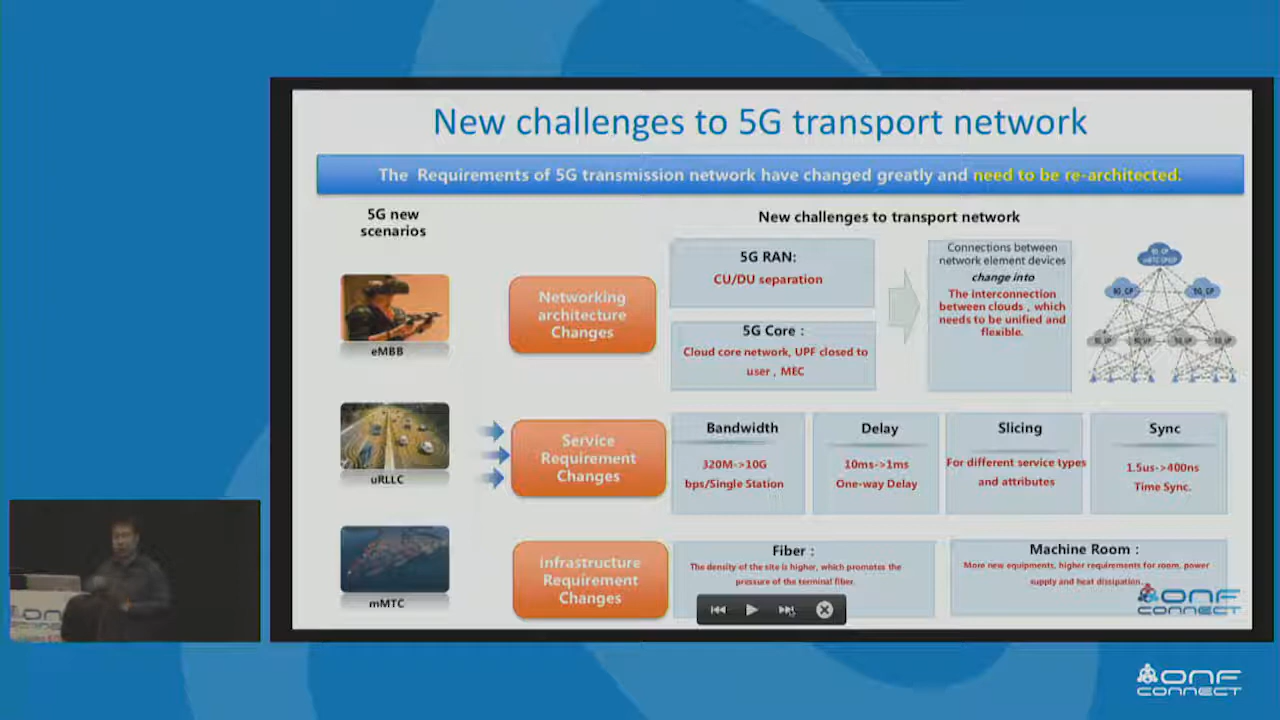 New challenges to 5G transport network
The Requirements of 5G transmission network have changed greatly and need to be re-architected.
5G new
scenarios
New challenges to transport network
eMBB
uRLLC
mMTC
Networking
architecture
Changes
5G RAN:
CU/DU separation
5G Core :
Cloud core network, UPF closed to
user , MEC
Connections between
network element devices
change into
The interconnection
between clouds , which
needs to be unified and
flexible.
Service
Requirement
Changes
Bandwidth
320M->10G
bps/Single Station
Delay
10ms->1ms
One-way Delay
Slicing
For different service types
and attributes
Sync
1.5us->400ns
Time Sync.
Infrastructure
Requirement
Changes
Fiber :
The density of the site is higher, which promotes the
pressure of the terminal fiber.
Machine Room :
More new equipments, higher requirements for room, power
supply and heat dissipation.
ONF
CONNECT
ONF
CONNECT